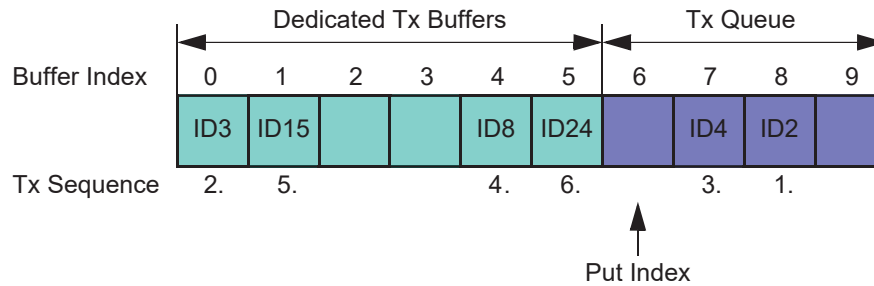 Dedicated Tx Buffers Tx Queue
Buffer Index 0 1 2 3 4 5 6 7 8 9
ID3 ID15 ID8 ID24 ID4 ID2
Tx Sequence 2. 5. 4. 6. 3. 1.
Put Index